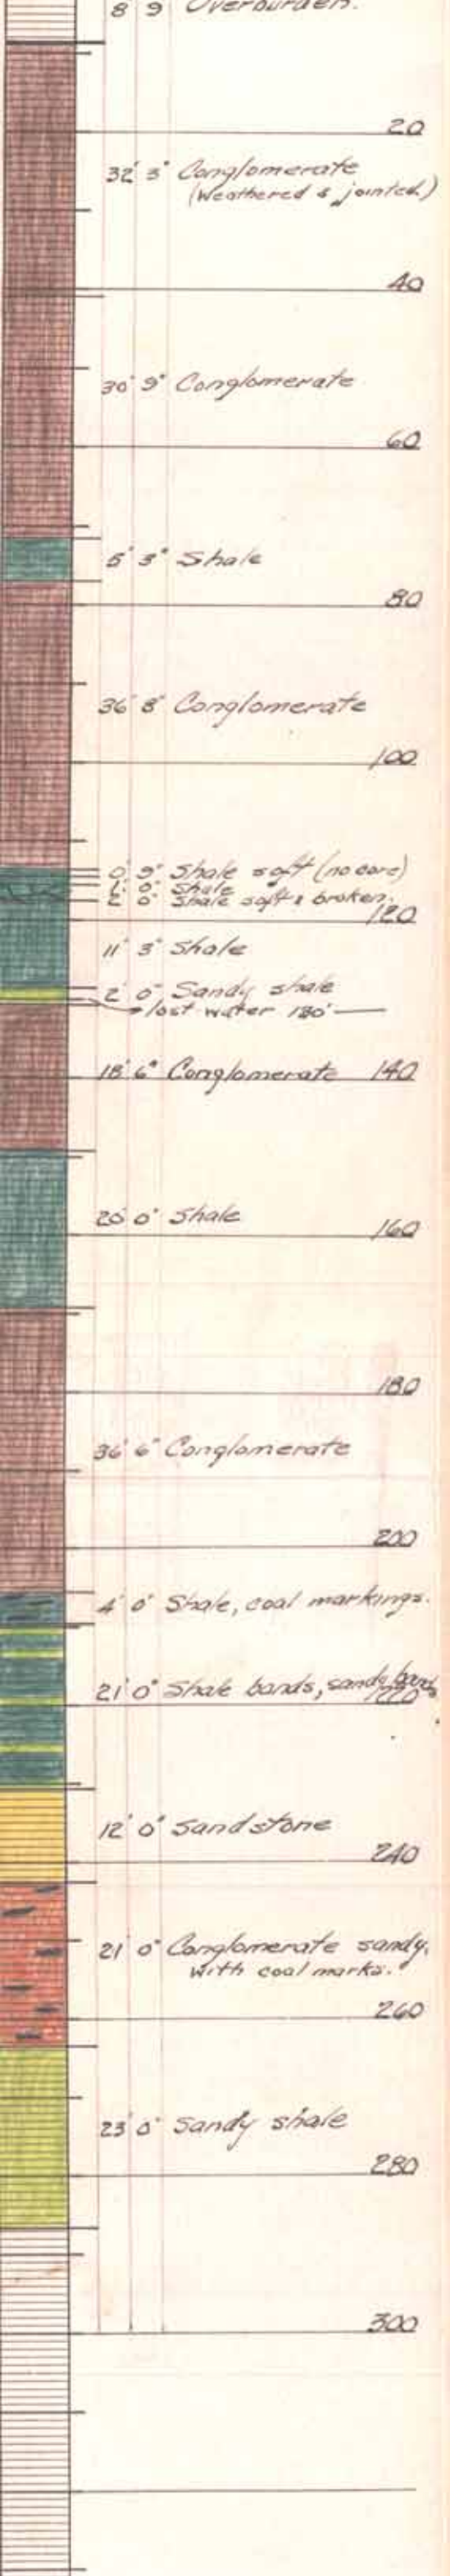 8 9 Overburden.
20
32' 3" Conglomerate
(Weathered & jointed)
40
30' 9" Conglomerate
60
5' 3" Shale
80
36' 8" Conglomerate
100
0' 9" Shale soft (no core)
1' 0" Shale
2' 0" Shale soft & broken.
120
11' 3" Shale
2' 0" Sandy shale
lost water 130'
18' 6" Conglomerate 140
20' 0" Shale
160
180
36' 6" Conglomerate
200
4' 0" Shale, coal markings.
21' 0" Shale bands, sandy bands
220
12' 0" Sandstone
240
21' 0" Conglomerate sandy.
with coal marks.
260
23' 0" Sandy shale
280
300